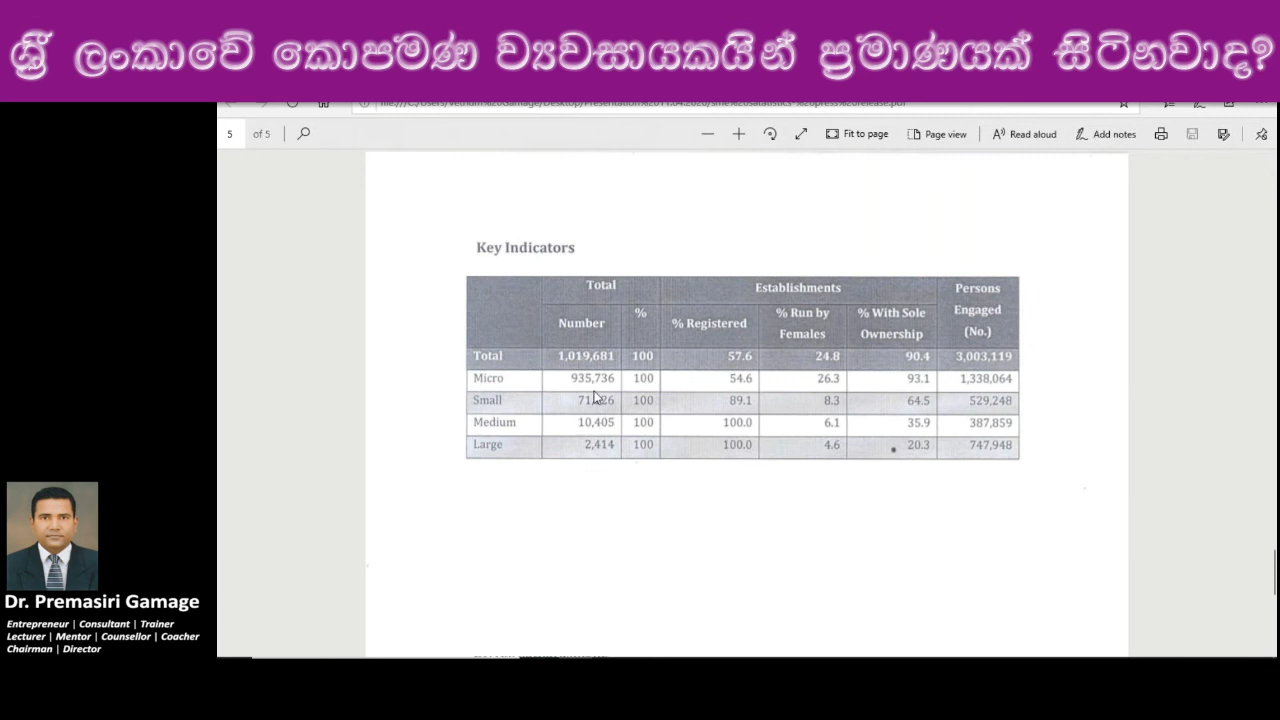 ශ්‍රී ලංකාවේ කොපමණ ව්‍යවසායකයින් ප්‍රමාණයක් සිටිනවාද?
5 of 5 Fit to page Page view Read aloud Add notes
Key Indicators
Total Establishments Persons Engaged (No.)
Number % % Registered % Run by Females % With Sole Ownership
Total 1,019,681 100 57.6 24.8 90.4 3,003,119
Micro 935,736 100 54.6 26.3 93.1 1,338,064
Small 100 89.1 8.3 64.5 529,248
Medium 10,405 100 100.0 6.1 35.9 387,859
Large 2,414 100 100.0 4.6 20.3 747,948
Dr. Premasiri Gamage
Entrepreneur | Consultant | Trainer
Lecturer | Mentor | Counsellor | Coacher
Chairman | Director